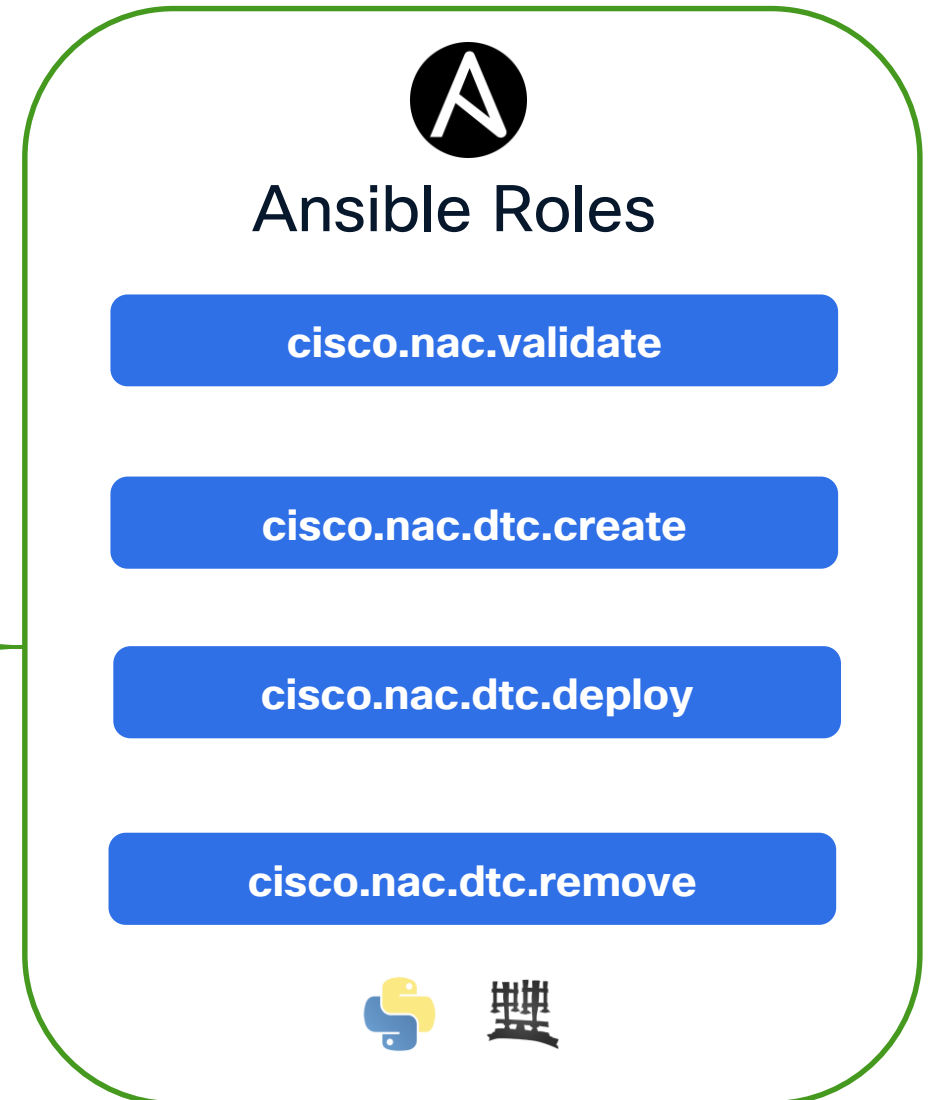 Ansible Roles
cisco.nac.validate
cisco.nac.dtc.create
cisco.nac.dtc.deploy
cisco.nac.dtc.remove